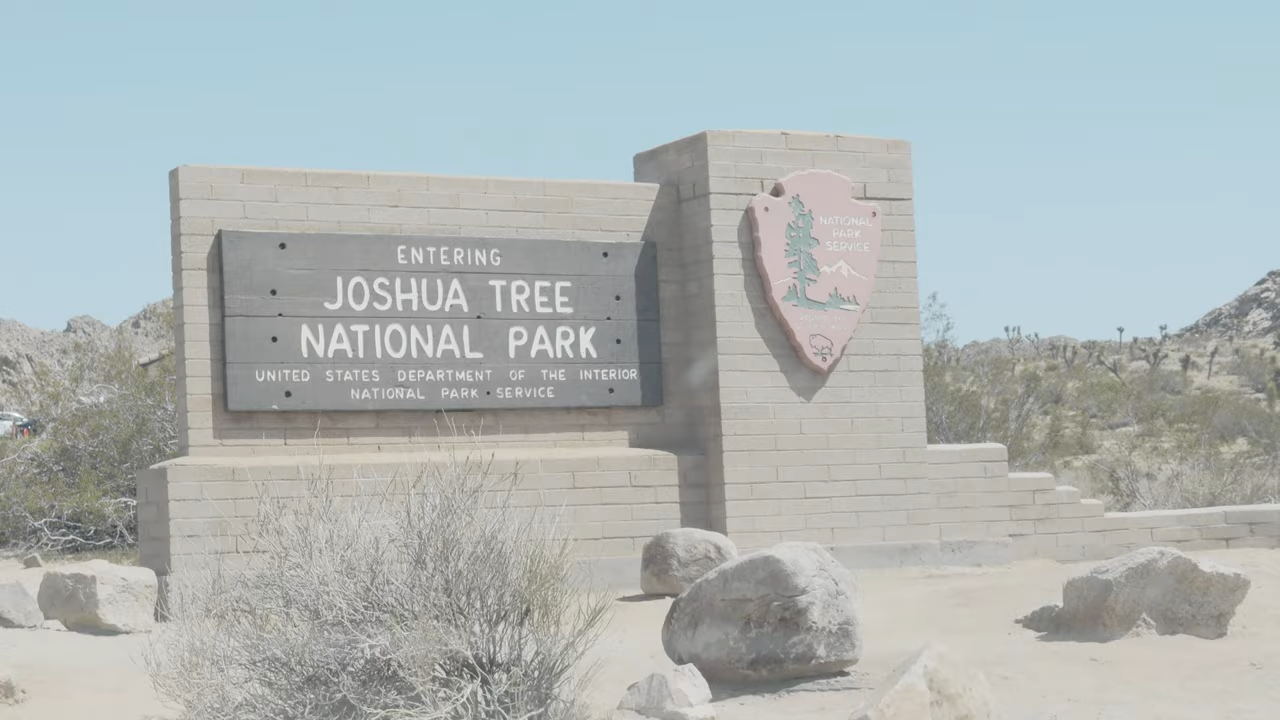 ENTERING
JOSHUA TREE
NATIONAL PARK
UNITED STATES DEPARTMENT OF THE INTERIOR
NATIONAL PARK SERVICE
NATIONAL
PARK
SERVICE